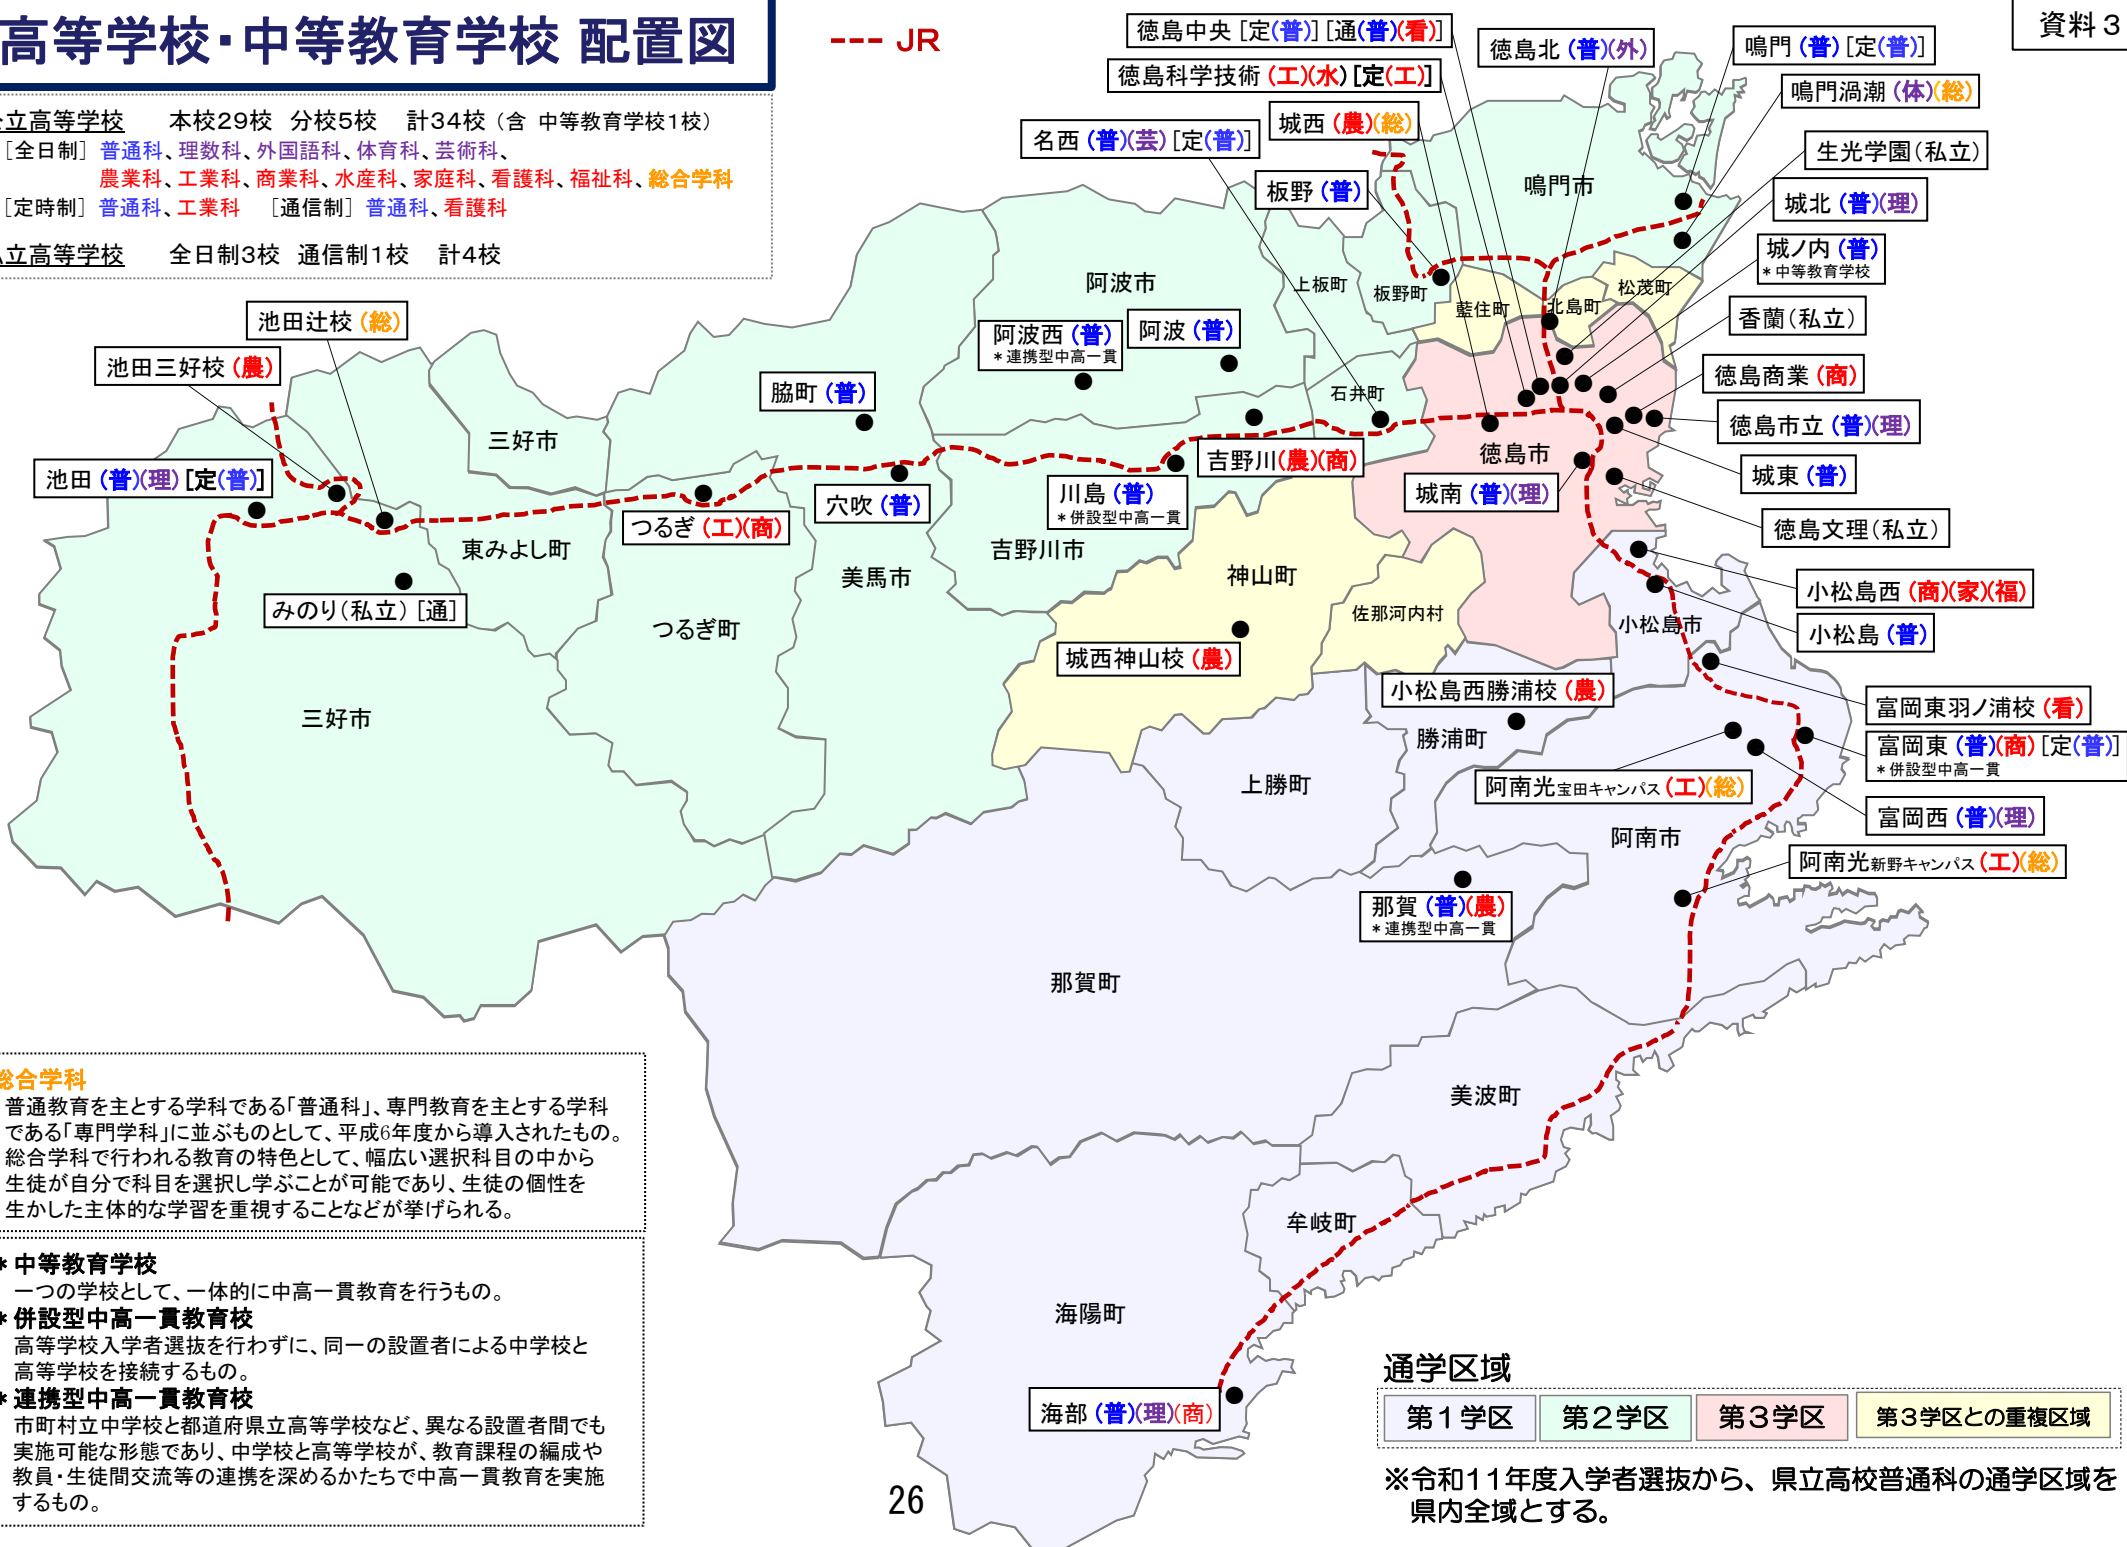 高等学校・中等教育学校 配置図
--- JR
資料３
立高等学校　本校29校 分校5校　計34校（含 中等教育学校1校）
［全日制］ 普通科、理数科、外国語科、体育科、芸術科、
農業科、工業科、商業科、水産科、家庭科、看護科、福祉科、総合学科
［定時制］ 普通科、工業科　［通信制］ 普通科、看護科
立高等学校　全日制3校 通信制1校　計4校
徳島中央 [定(普)] [通(普)(看)]
徳島科学技術 (工)(水) [定(工)]
城西 (農)(総)
名西 (普)(芸) [定(普)]
板野 (普)
徳島北 (普)(外)
鳴門 (普) [定(普)]
鳴門渦潮 (体)(総)
生光学園(私立)
城北 (普)(理)
城ノ内 (普)
＊中等教育学校
香蘭(私立)
徳島商業 (商)
徳島市立 (普)(理)
城東 (普)
徳島文理(私立)
小松島西 (商)(家)(福)
小松島 (普)
富岡東羽ノ浦校 (看)
富岡東 (普)(商) [定(普)]
＊併設型中高一貫
富岡西 (普)(理)
阿南光新野キャンパス (工)(総)
阿南光宝田キャンパス (工)(総)
小松島西勝浦校 (農)
那賀 (普)(農)
＊連携型中高一貫
海部 (普)(理)(商)
城南 (普)(理)
城西神山校 (農)
吉野川(農)(商)
川島 (普)
＊併設型中高一貫
阿波西 (普)
＊連携型中高一貫
阿波 (普)
脇町 (普)
穴吹 (普)
つるぎ (工)(商)
池田辻校 (総)
池田三好校 (農)
池田 (普)(理) [定(普)]
みのり(私立) [通]
鳴門市
松茂町
北島町
藍住町
板野町
上板町
阿波市
石井町
徳島市
三好市
東みよし町
つるぎ町
美馬市
吉野川市
神山町
佐那河内村
小松島市
三好市
勝浦町
上勝町
阿南市
那賀町
美波町
牟岐町
海陽町
総合学科
普通教育を主とする学科である「普通科」、専門教育を主とする学科
である「専門学科」に並ぶものとして、平成6年度から導入されたもの。
総合学科で行われる教育の特色として、幅広い選択科目の中から
生徒が自分で科目を選択し学ぶことが可能であり、生徒の個性を
生かした主体的な学習を重視することなどが挙げられる。
＊中等教育学校
一つの学校として、一体的に中高一貫教育を行うもの。
＊併設型中高一貫教育校
高等学校入学者選抜を行わずに、同一の設置者による中学校と
高等学校を接続するもの。
＊連携型中高一貫教育校
市町村立中学校と都道府県立高等学校など、異なる設置者間でも
実施可能な形態であり、中学校と高等学校が、教育課程の編成や
教員・生徒間交流等の連携を深めるかたちで中高一貫教育を実施
するもの。
通学区域
第１学区
第２学区
第３学区
第３学区との重複区域
※令和11年度入学者選抜から、県立高校普通科の通学区域を
県内全域とする。
26